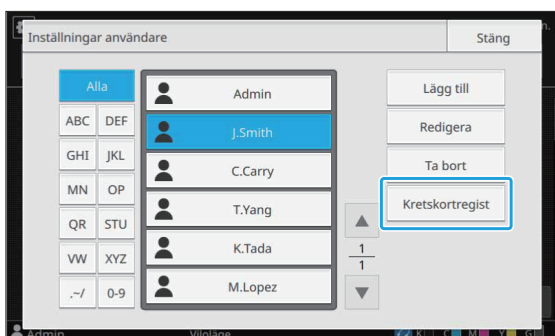 Inställningar användare
Stäng
Alla
ABC
DEF
GHI
JKL
MN
OP
QR
STU
VW
XYZ
.~/
0-9
Admin
J.Smith
C.Carry
T.Yang
K.Tada
M.Lopez
1
1
Lägg till
Redigera
Ta bort
Kretskortregist
Admin
Viloläge
K
C
M
Y
G